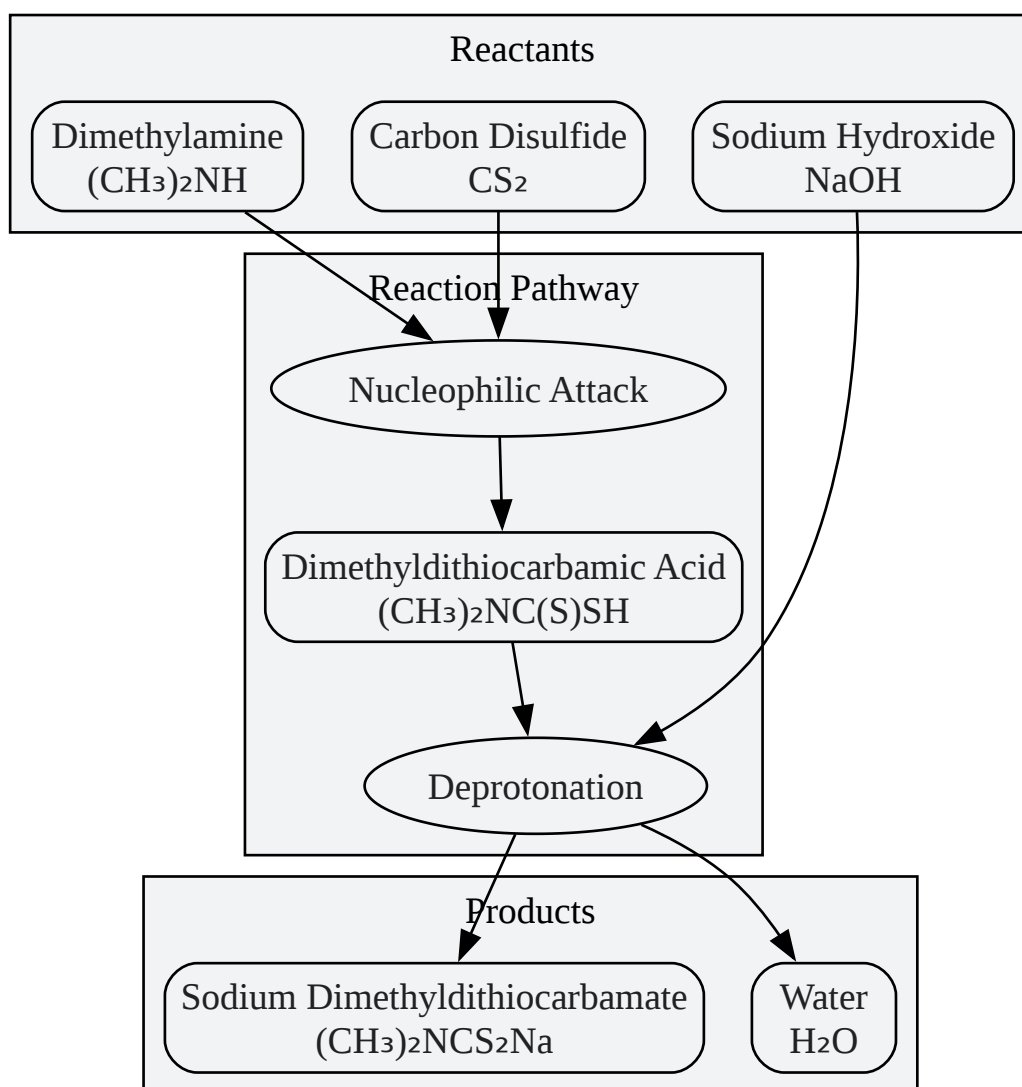 Reactants
Dimethylamine
(CH₃)₂NH
Carbon Disulfide
CS₂
Sodium Hydroxide
NaOH
Reaction Pathway
Nucleophilic Attack
Dimethyldithiocarbamic Acid
(CH₃)₂NC(S)SH
Deprotonation
Products
Sodium Dimethyldithiocarbamate
(CH₃)₂NCS₂Na
Water
H₂O